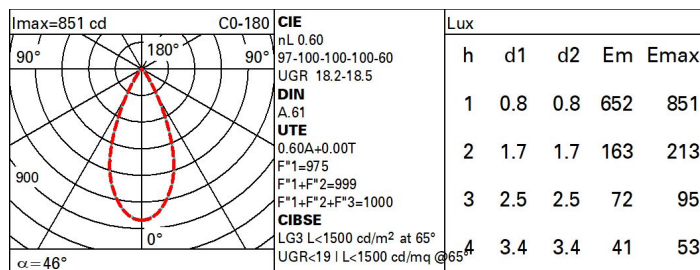 Imax=851 cd C0-180
90° 180° 90°
900
0°
α=46°
CIE
nL 0.60
97-100-100-100-60
UGR 18.2-18.5
DIN
A.61
UTE
0.60A+0.00T
F"1=975
F"1+F"2=999
F"1+F"2+F"3=1000
CIBSE
LG3 L<1500 cd/m² at 65°
UGR<19 | L<1500 cd/mq @65°
Lux
h d1 d2 Em Emax
1 0.8 0.8 652 851
2 1.7 1.7 163 213
3 2.5 2.5 72 95
4 3.4 3.4 41 53